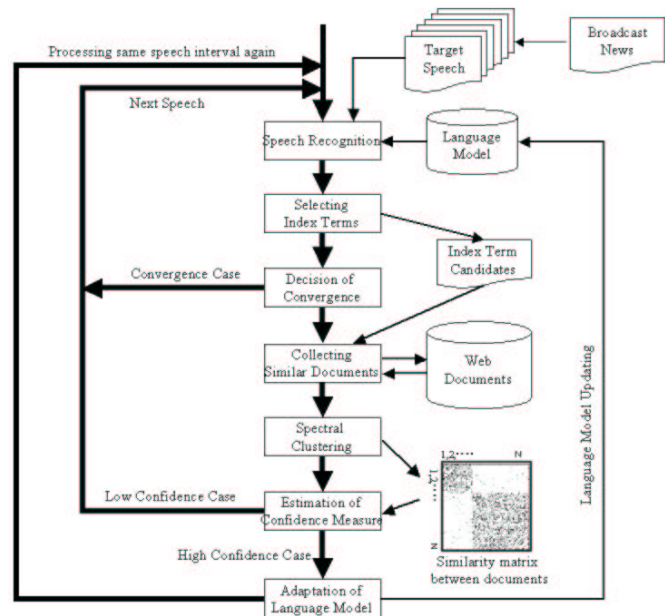 Processing same speech interval again
Broadcast
News
Target
Speech
Next Speech
Speech Recognition
Language
Model
Selecting
Index Terms
Index Term
Candidates
Convergence Case
Decision of
Convergence
Collecting
Similar Documents
Web
Documents
Language Model Updating
Spectral
Clustering
1,2···· N
1,2····
N
Low Confidence Case
Estimation of
Confidence Measure
High Confidence Case
Similarity matrix
between documents
Adaptation of
Language Model